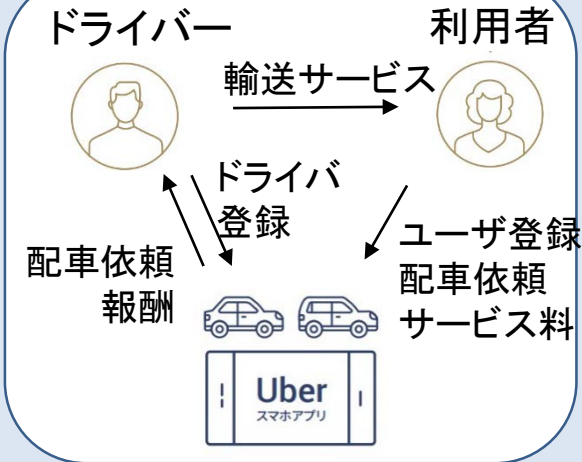 ドライバー
利用者
輸送サービス
ドライバ
登録
配車依頼
報酬
ユーザ登録
配車依頼
サービス料
Uber
スマホアプリ